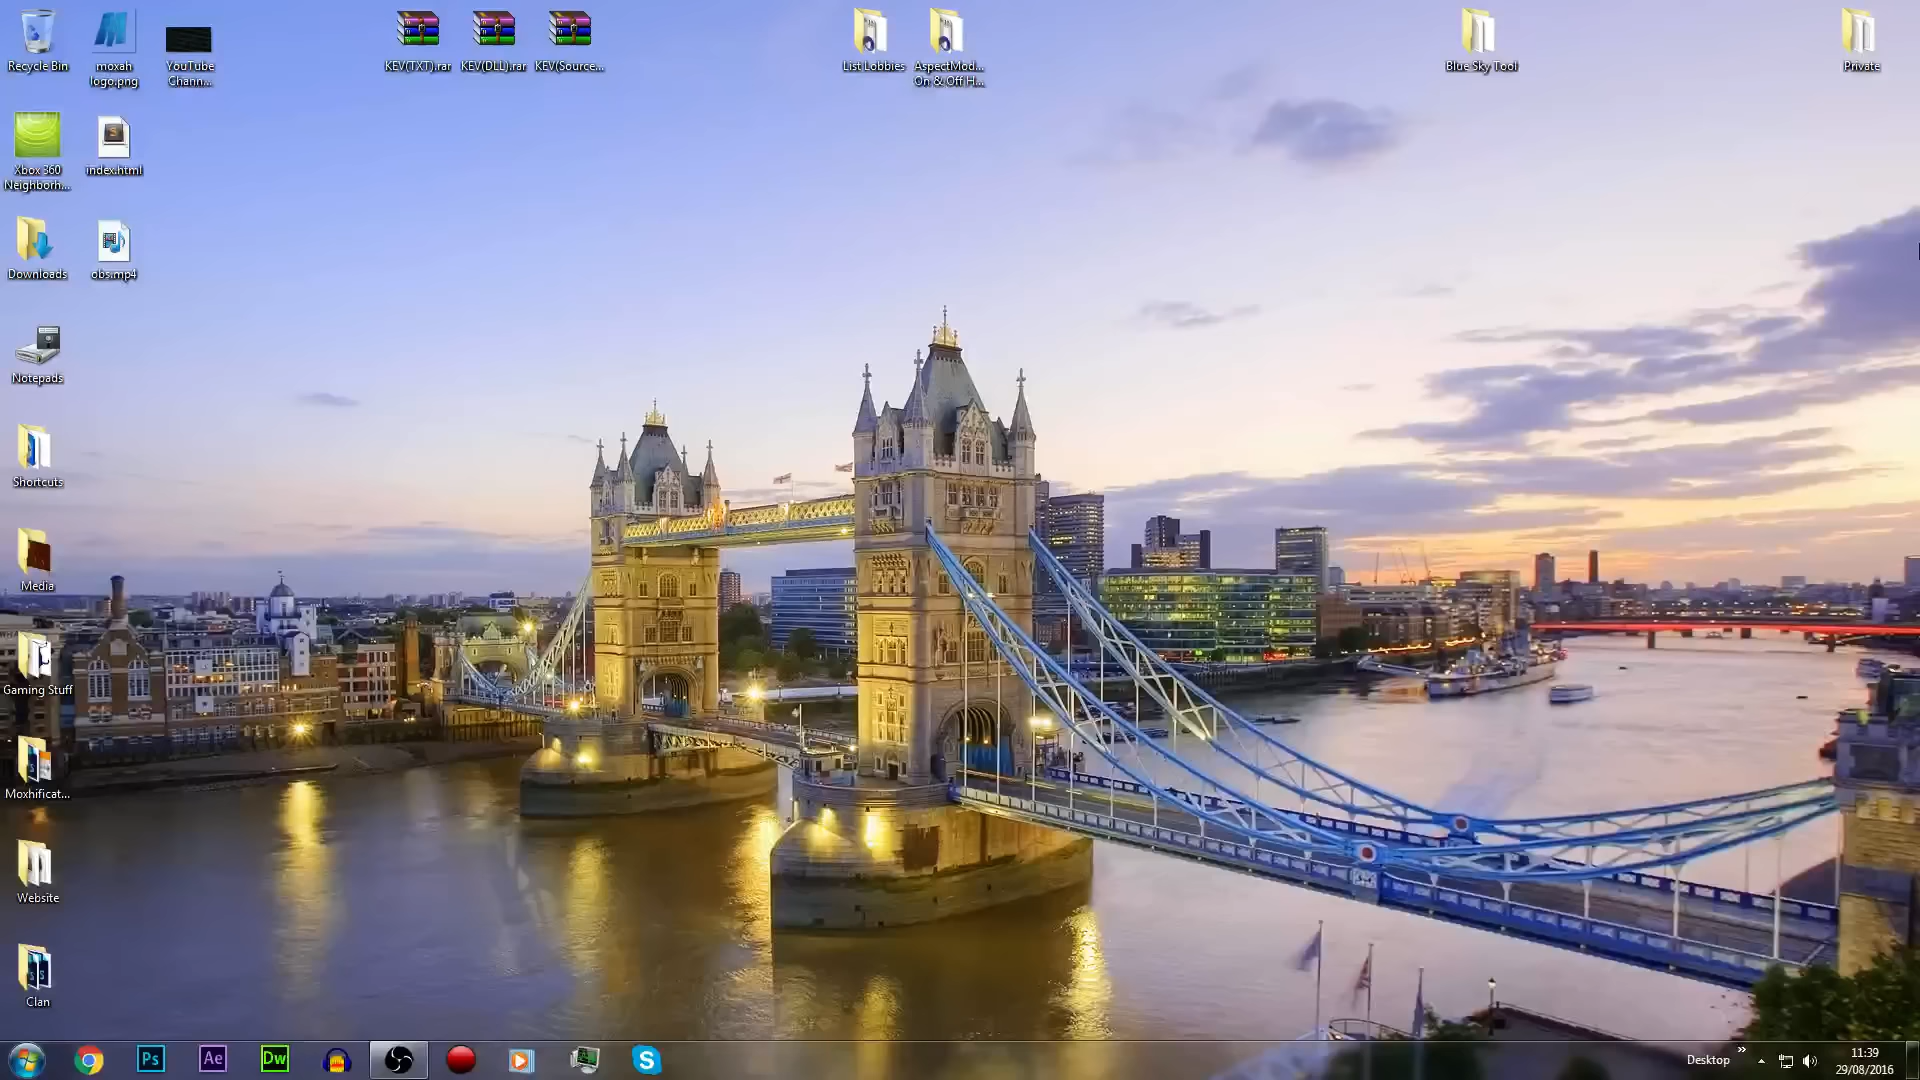 Recycle Bin
moxah
logo.png
YouTube
Chann...
KEV(TXT).rar
KEV(DLL).rar
KEV(Source...
List Lobbies
AspectMod...
On & Off H...
Blue Sky Tool
Private
Xbox 360
Neighborh...
index.html
Downloads
obs.mp4
Notepads
Shortcuts
Media
Gaming Stuff
Moxhificat...
Website
Clan
Ps
Ae
Dw
S
Desktop
»
11:39
29/08/2016